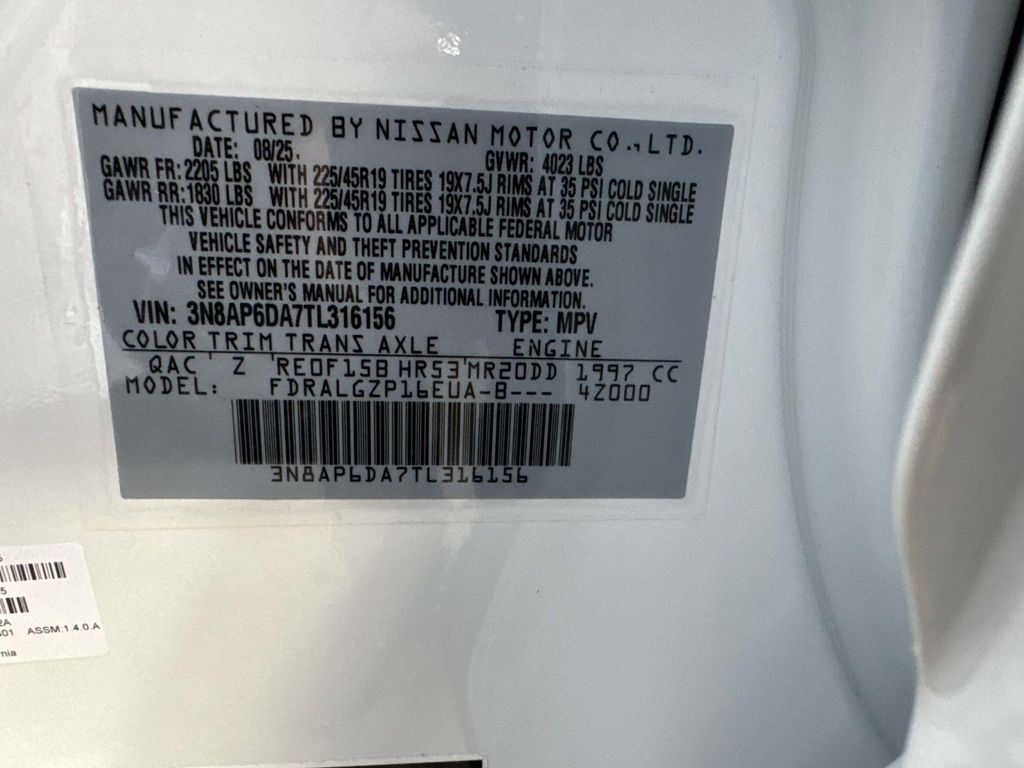 MANUFACTURED BY NISSAN MOTOR CO., LTD.
DATE: 08/25. GVWR: 4023 LBS
GAWR FR: 2205 LBS WITH 225/45R19 TIRES 19X7.5J RIMS AT 35 PSI COLD SINGLE
GAWR RR: 1830 LBS WITH 225/45R19 TIRES 19X7.5J RIMS AT 35 PSI COLD SINGLE
THIS VEHICLE CONFORMS TO ALL APPLICABLE FEDERAL MOTOR
VEHICLE SAFETY AND THEFT PREVENTION STANDARDS
IN EFFECT ON THE DATE OF MANUFACTURE SHOWN ABOVE.
SEE OWNER'S MANUAL FOR ADDITIONAL INFORMATION.
VIN: 3N8AP6DA7TL316156 TYPE: MPV
COLOR TRIM TRANS AXLE ENGINE
QAC ' Z ' RE0F15B HR53 ' MR20DD 1997 CC
MODEL: FDRALGZP16EUA-B--- 4Z000
3N8AP6DA7TL316156
ASSM:1.4.0.A